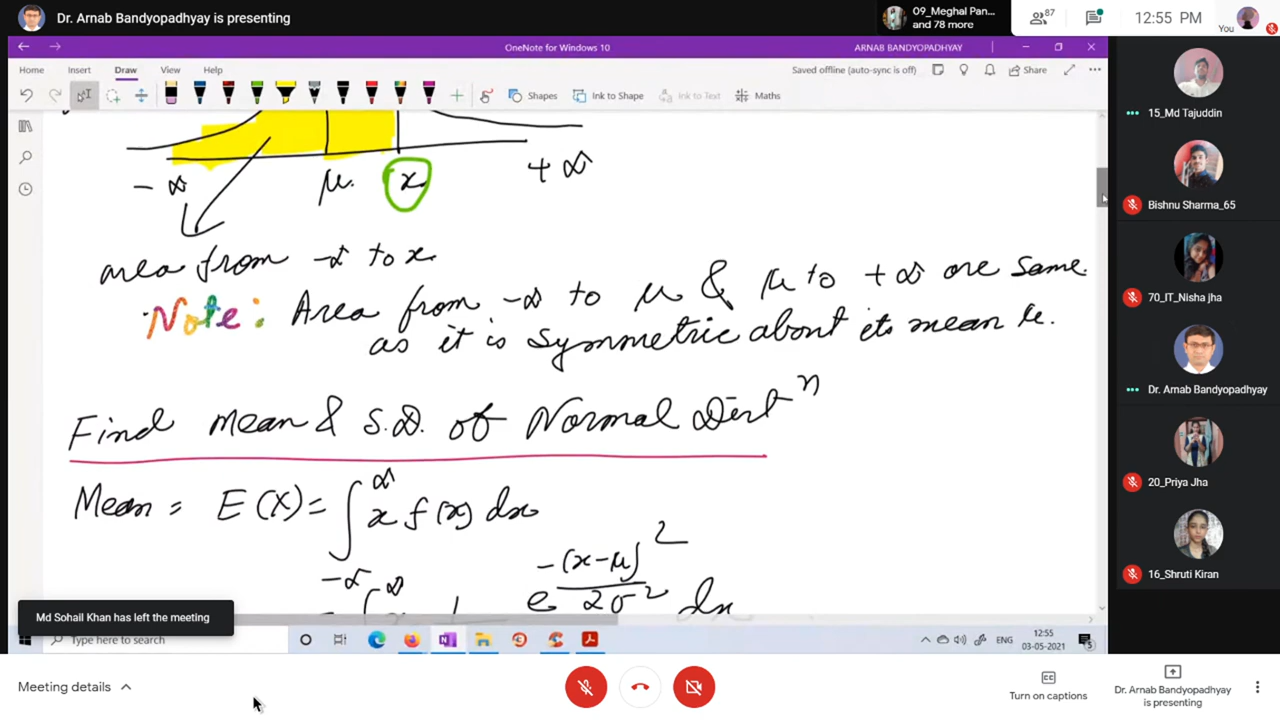 Dr. Arnab Bandyopadhyay is presenting
09_Meghal Pan...
and 78 more
87
12:55 PM
You
OneNote for Windows 10
ARNAB BANDYOPADHYAY
Home Insert Draw View Help
Saved offline (auto-sync is off)
Share
Shapes
Ink to Shape
Ink to Text
Maths
- ∞ μ x + ∞
area from -∞ to x
Note: Area from -∞ to μ & μ to +∞ are same
as it is symmetric about its mean μ.
Find mean & S.D. of Normal Distⁿ
Mean = E(X) = ∫ x f(x) dx
∞
-∞
∞
e -(x-μ)² / 2σ² dx
15_Md Tajuddin
Bishnu Sharma_65
70_IT_Nisha jha
Dr. Arnab Bandyopadhyay
20_Priya Jha
16_Shruti Kiran
Md Sohail Khan has left the meeting
Type here to search
ENG
12:55
03-05-2021
5
Meeting details
Turn on captions
Dr. Arnab Bandyopadhyay
is presenting